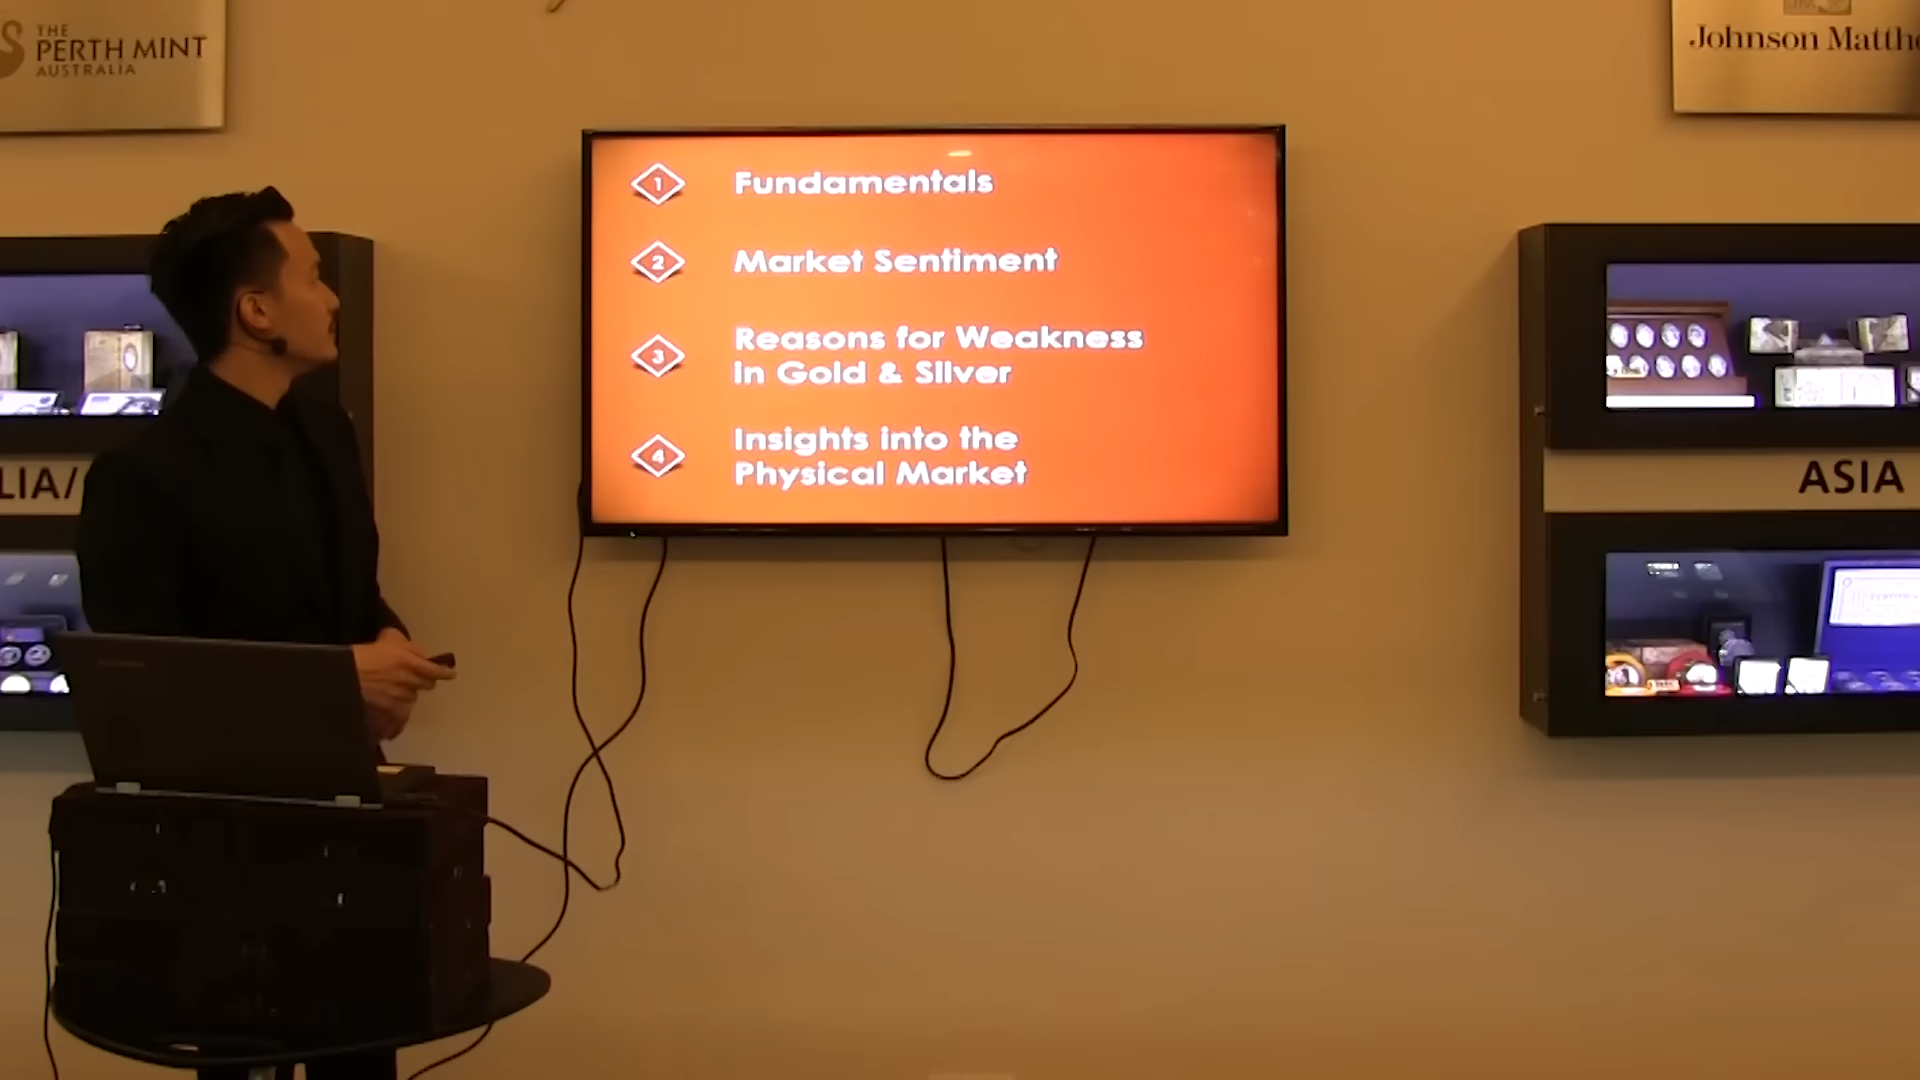 THE
PERTH MINT
AUSTRALIA
Johnson Matthe
1 Fundamentals
2 Market Sentiment
3 Reasons for Weakness
in Gold & Silver
4 Insights into the
Physical Market
LIA/
ASIA